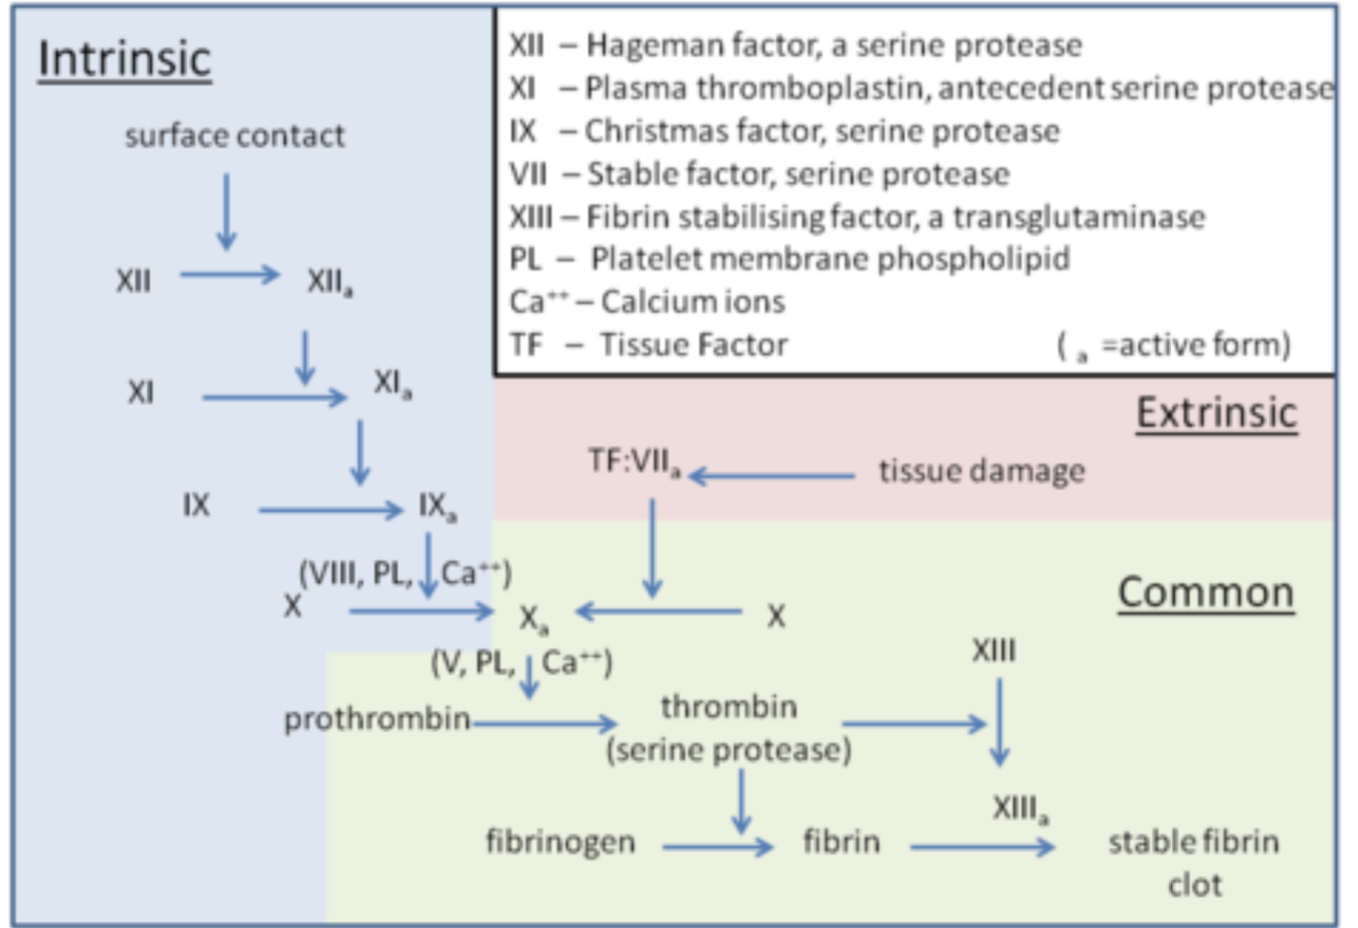 Intrinsic
surface contact
XII
XIIa
XI
XIa
IX
IXa
(VIII, PL, Ca++)
X
Xa
X
(V, PL, Ca++)
prothrombin
thrombin
(serine protease)
fibrinogen
fibrin
stable fibrin
clot
XIII
XIIIa
XII – Hageman factor, a serine protease
XI – Plasma thromboplastin, antecedent serine protease
IX – Christmas factor, serine protease
VII – Stable factor, serine protease
XIII – Fibrin stabilising factor, a transglutaminase
PL – Platelet membrane phospholipid
Ca++ – Calcium ions
TF – Tissue Factor ( a =active form)
Extrinsic
TF:VIIa
tissue damage
Common